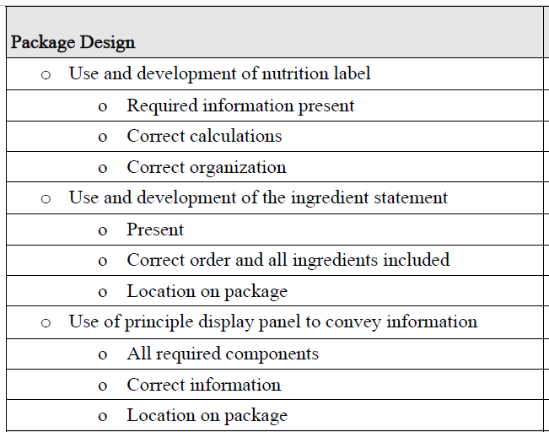 Package Design
o Use and development of nutrition label
o Required information present
o Correct calculations
o Correct organization
o Use and development of the ingredient statement
o Present
o Correct order and all ingredients included
o Location on package
o Use of principle display panel to convey information
o All required components
o Correct information
o Location on package